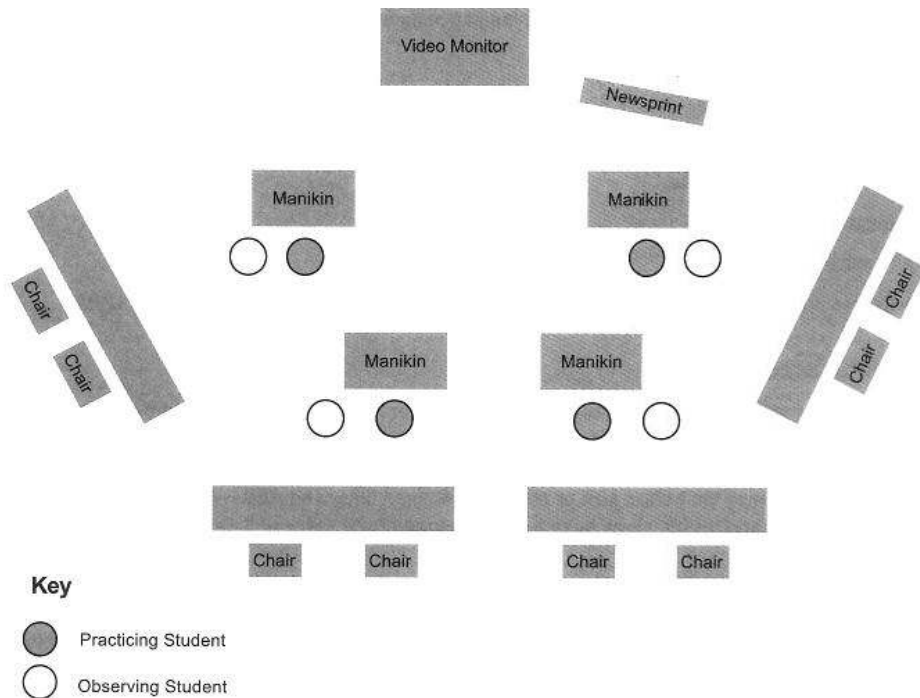 Video Monitor
Newsprint
Manikin
Manikin
Chair
Chair
Chair
Chair
Manikin
Manikin
Chair
Chair
Chair
Chair
Key
Practicing Student
Observing Student